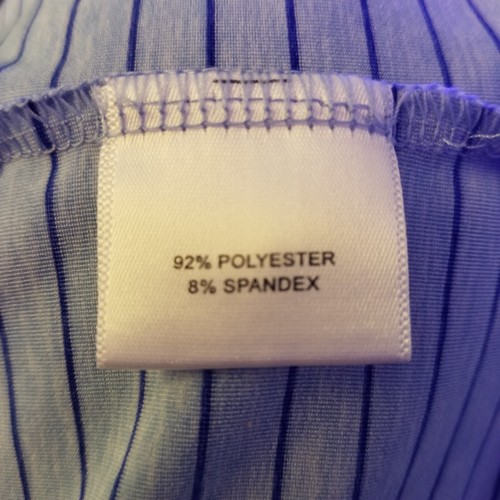 92% POLYESTER
8% SPANDEX